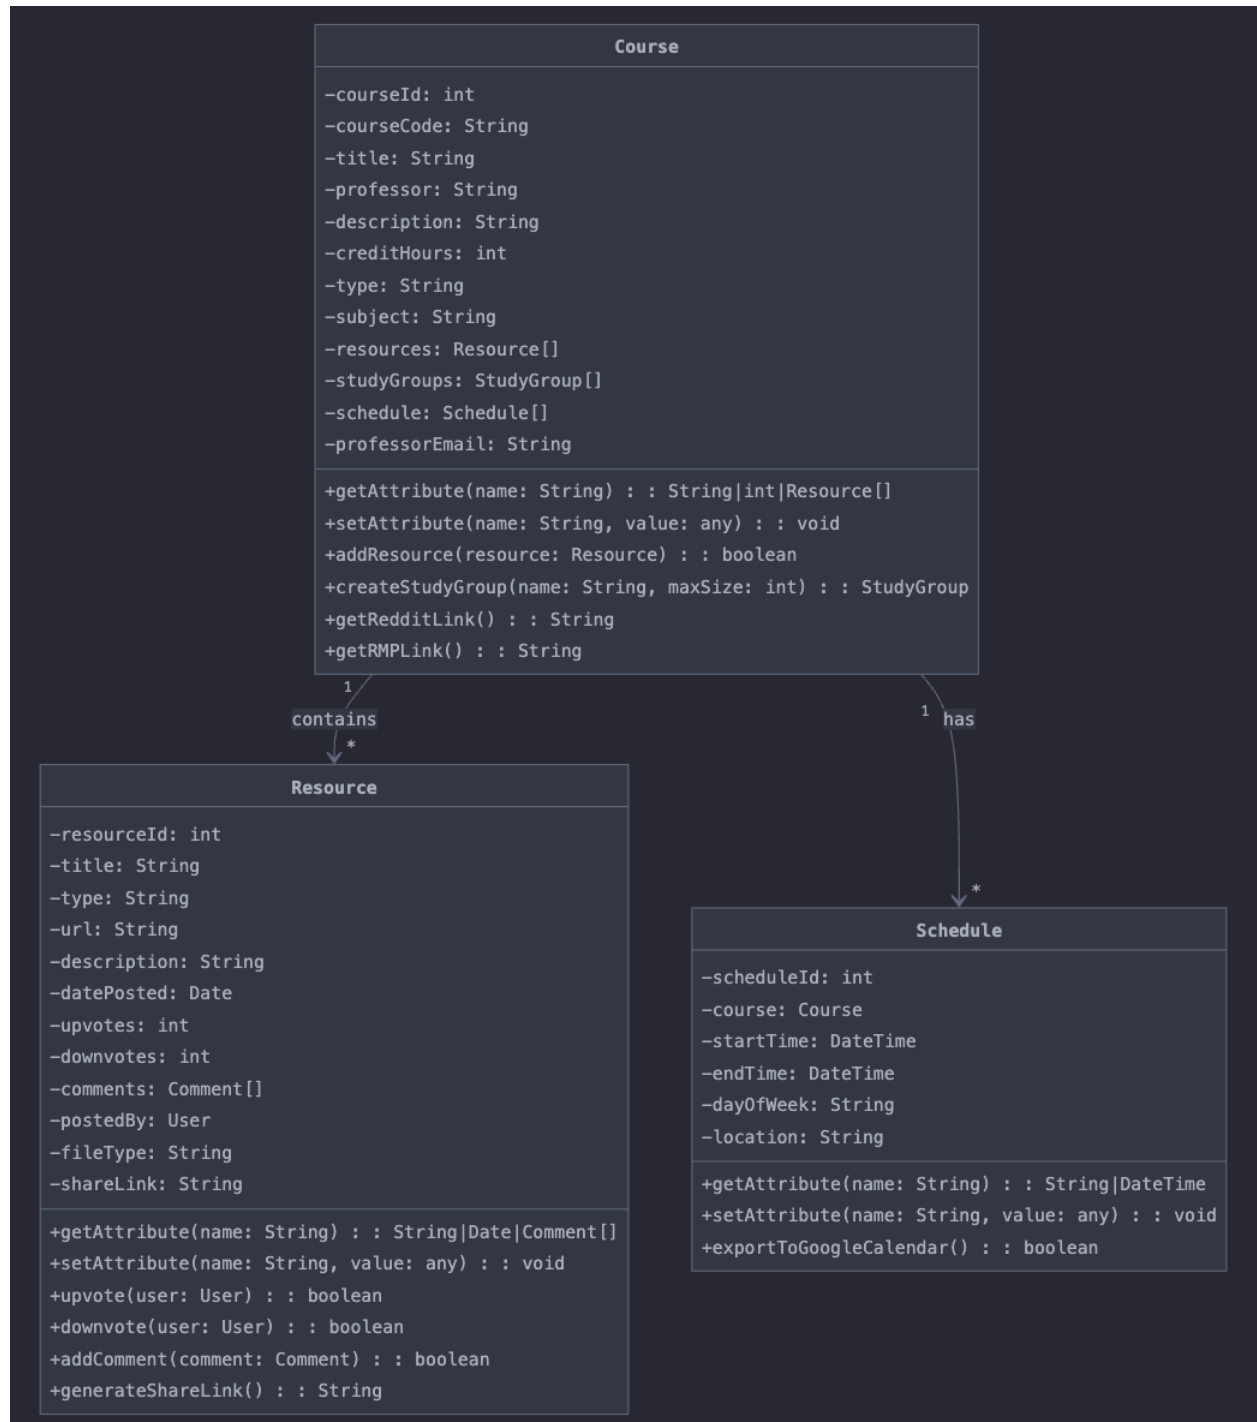 Course
-courseId: int
-courseCode: String
-title: String
-professor: String
-description: String
-creditHours: int
-type: String
-subject: String
-resources: Resource[]
-studyGroups: StudyGroup[]
-schedule: Schedule[]
-professorEmail: String
+getAttribute(name: String) : : String|int|Resource[]
+setAttribute(name: String, value: any) : : void
+addResource(resource: Resource) : : boolean
+createStudyGroup(name: String, maxSize: int) : : StudyGroup
+getRedditLink() : : String
+getRMPLink() : : String
1
contains
*
1
has
*
Resource
-resourceId: int
-title: String
-type: String
-url: String
-description: String
-datePosted: Date
-upvotes: int
-downvotes: int
-comments: Comment[]
-postedBy: User
-fileType: String
-shareLink: String
+getAttribute(name: String) : : String|Date|Comment[]
+setAttribute(name: String, value: any) : : void
+upvote(user: User) : : boolean
+downvote(user: User) : : boolean
+addComment(comment: Comment) : : boolean
+generateShareLink() : : String
Schedule
-scheduleId: int
-course: Course
-startTime: DateTime
-endTime: DateTime
-dayOfWeek: String
-location: String
+getAttribute(name: String) : : String|DateTime
+setAttribute(name: String, value: any) : : void
+exportToGoogleCalendar() : : boolean